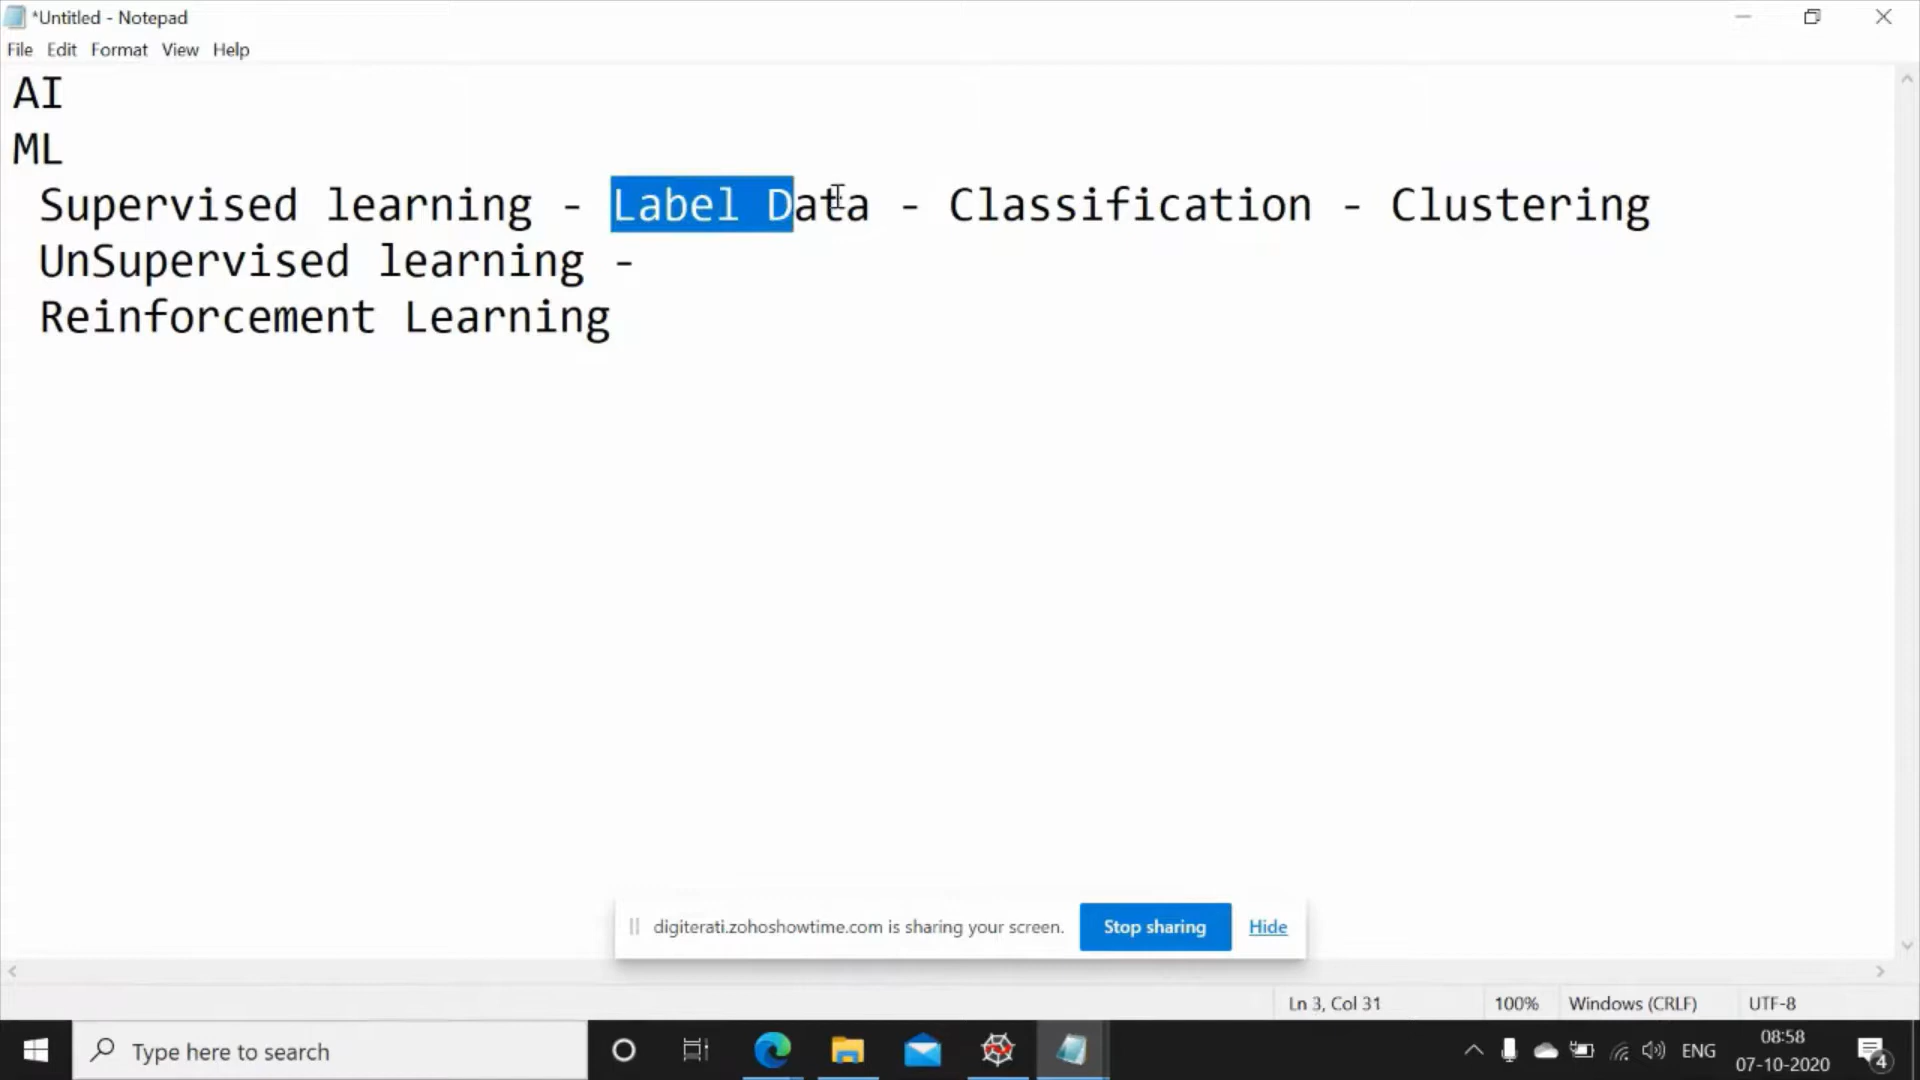 *Untitled - Notepad
File Edit Format View Help
AI
ML
Supervised learning - Label Data - Classification - Clustering
UnSupervised learning -
Reinforcement Learning
digiterati.zohoshowtime.com is sharing your screen. Stop sharing Hide
Ln 3, Col 31 100% Windows (CRLF) UTF-8
Type here to search
ENG
08:58
07-10-2020
4